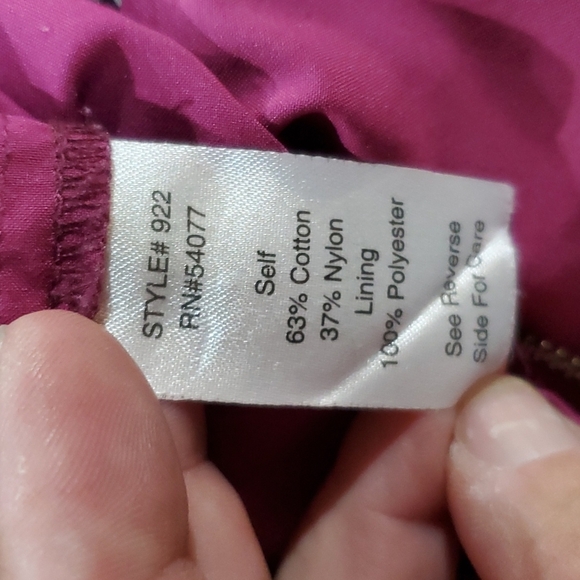 STYLE# 922
RN#54077
Self
63% Cotton
37% Nylon
Lining
100% Polyester
See Reverse
Side For Care